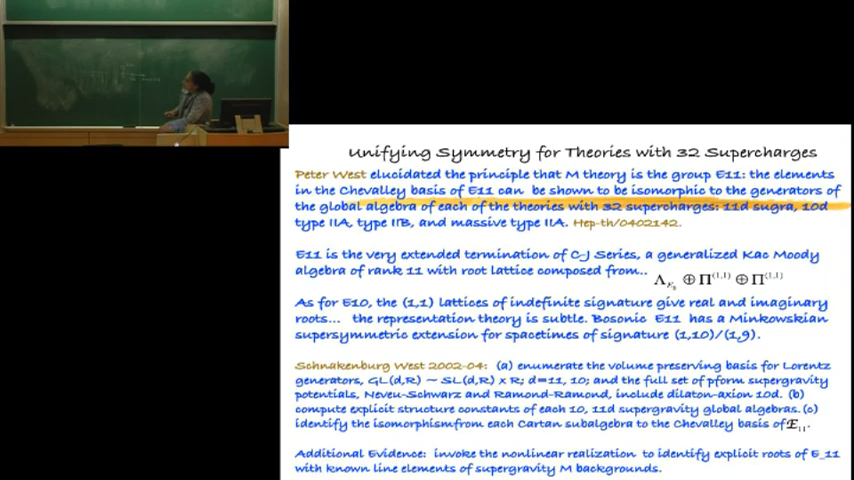 Unifying Symmetry for Theories with 32 Supercharges
Peter West elucidated the principle that M theory is the group E11: the elements
in the Chevalley basis of E11 can be shown to be isomorphic to the generators of
the global algebra of each of the theories with 32 supercharges: 11d sugra, 10d
type IIA, type IIB, and massive type IIA. Hep-th/0402142.
E11 is the very extended termination of C-J Series, a generalized Kac Moody
algebra of rank 11 with root lattice composed from.. Λ_{E_8} ⊕ Π^{(1,1)} ⊕ Π^{(1,1)}
As for E10, the (1,1) lattices of indefinite signature give real and imaginary
roots... the representation theory is subtle. Bosonic E11 has a Minkowskian
supersymmetric extension for spacetimes of signature (1,10)/(1,9).
Schnakenburg West 2002-04: (a) enumerate the volume preserving basis for Lorentz
generators, GL(d,R) ~ SL(d,R) x R; d=11, 10; and the full set of pform supergravity
potentials, Neveu-Schwarz and Ramond-Ramond, include dilaton-axion 10d. (b)
compute explicit structure constants of each 10, 11d supergravity global algebras. (c)
identify the isomorphismfrom each Cartan subalgebra to the Chevalley basis of E_{11}.
Additional Evidence: invoke the nonlinear realization to identify explicit roots of E_11
with known line elements of supergravity M backgrounds.